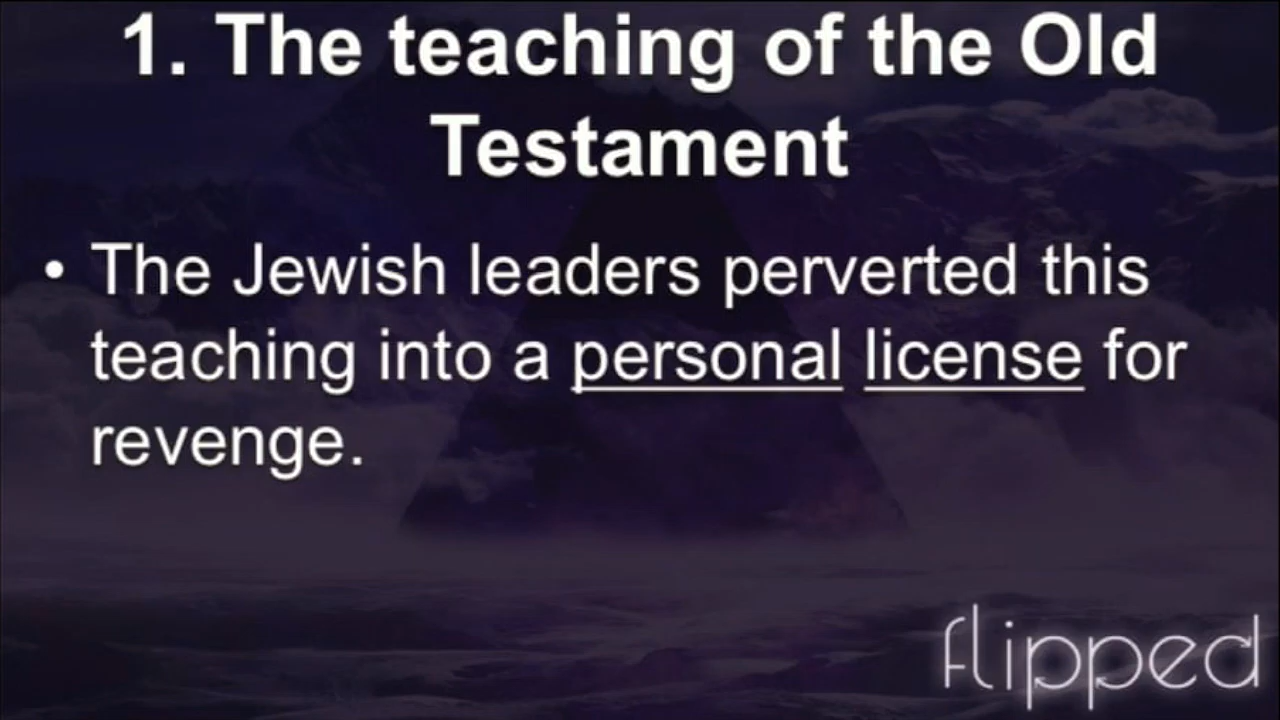 1. The teaching of the Old
Testament
• The Jewish leaders perverted this
teaching into a personal license for
revenge.
flipped